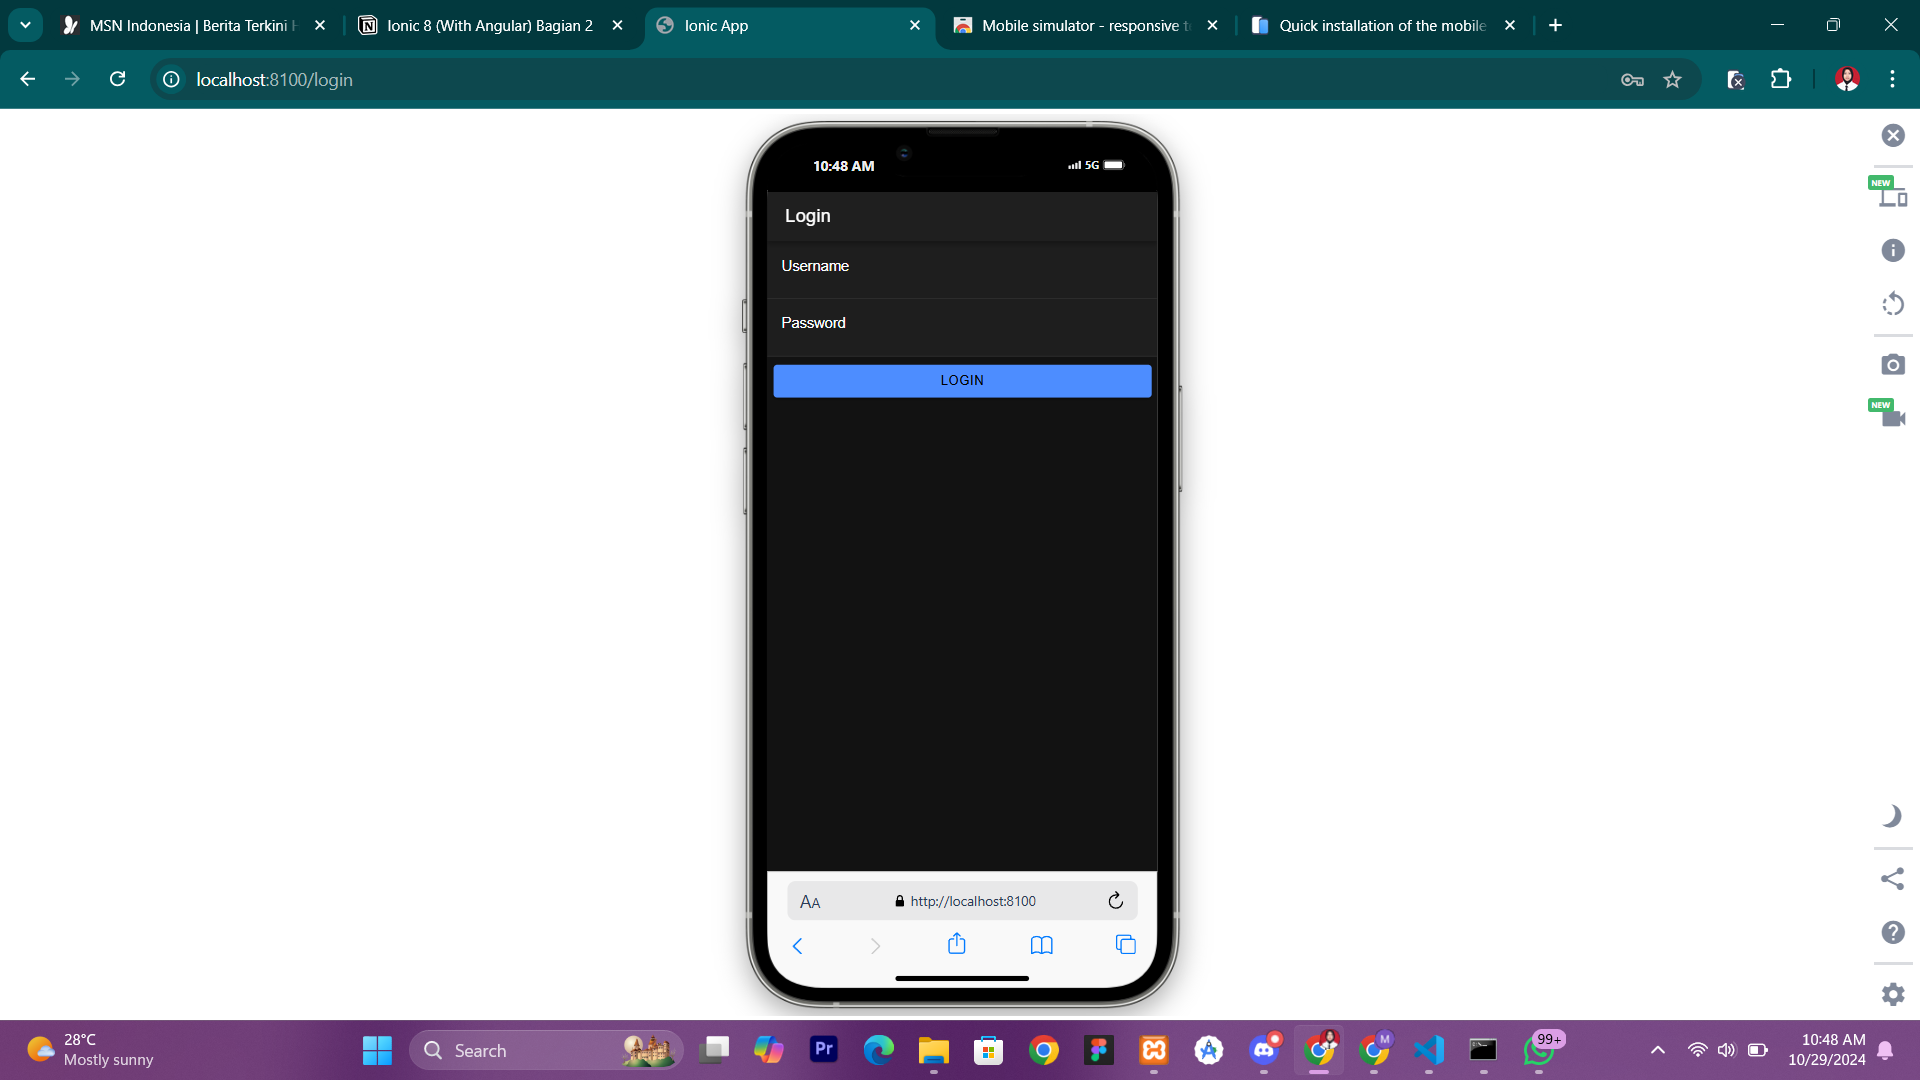 MSN Indonesia | Berita Terkini
Ionic 8 (With Angular) Bagian 2
Ionic App
Mobile simulator - responsive
Quick installation of the mobile
localhost:8100/login
10:48 AM
5G
Login
Username
Password
LOGIN
AA
http://localhost:8100
NEW
NEW
28°C
Mostly sunny
Search
Pr
M
99+
10:48 AM
10/29/2024